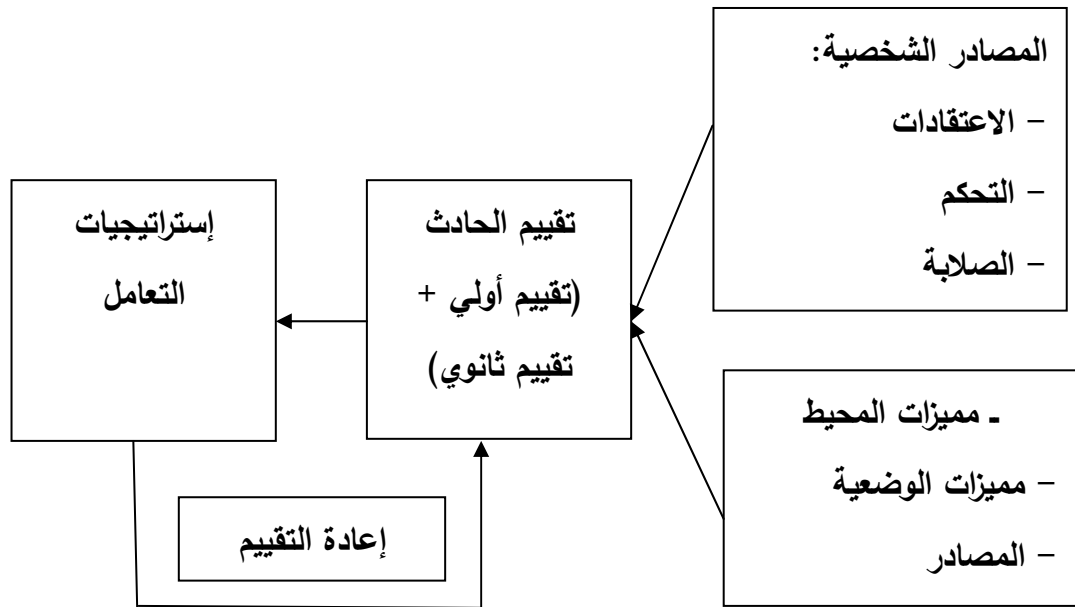 المصادر الشخصية:
– الاعتقادات
– التحكم
– الصلابة
تقييم الحادث
(تقييم أولي +
تقييم ثانوي)
إستراتيجيات
التعامل
ـ مميزات المحيط
– مميزات الوضعية
– المصادر
إعادة التقييم